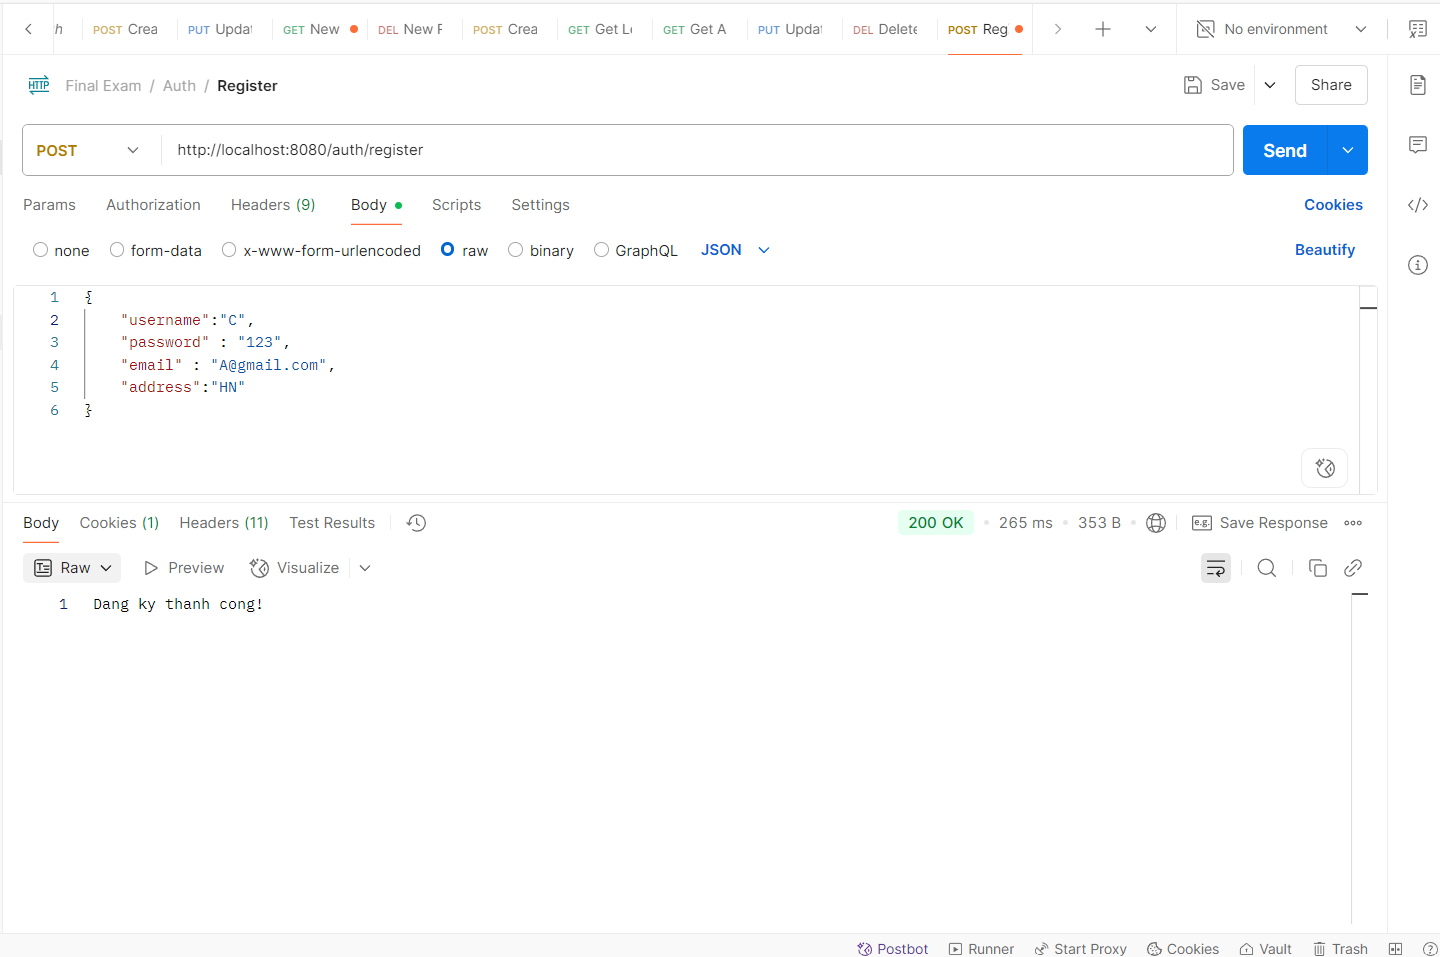 h POST Crea PUT Updat GET New DEL New F POST Crea GET Get Le GET Get A PUT Updat DEL Delete POST Reg No environment
HTTP Final Exam / Auth / Register Save Share
POST http://localhost:8080/auth/register Send
Params Authorization Headers (9) Body Scripts Settings Cookies
none form-data x-www-form-urlencoded raw binary GraphQL JSON Beautify
1 {
2 "username":"C",
3 "password" : "123",
4 "email" : "A@gmail.com",
5 "address":"HN"
6 }
Body Cookies (1) Headers (11) Test Results 200 OK 265 ms 353 B e.g. Save Response
Raw Preview Visualize
1 Dang ky thanh cong!
Postbot Runner Start Proxy Cookies Vault Trash